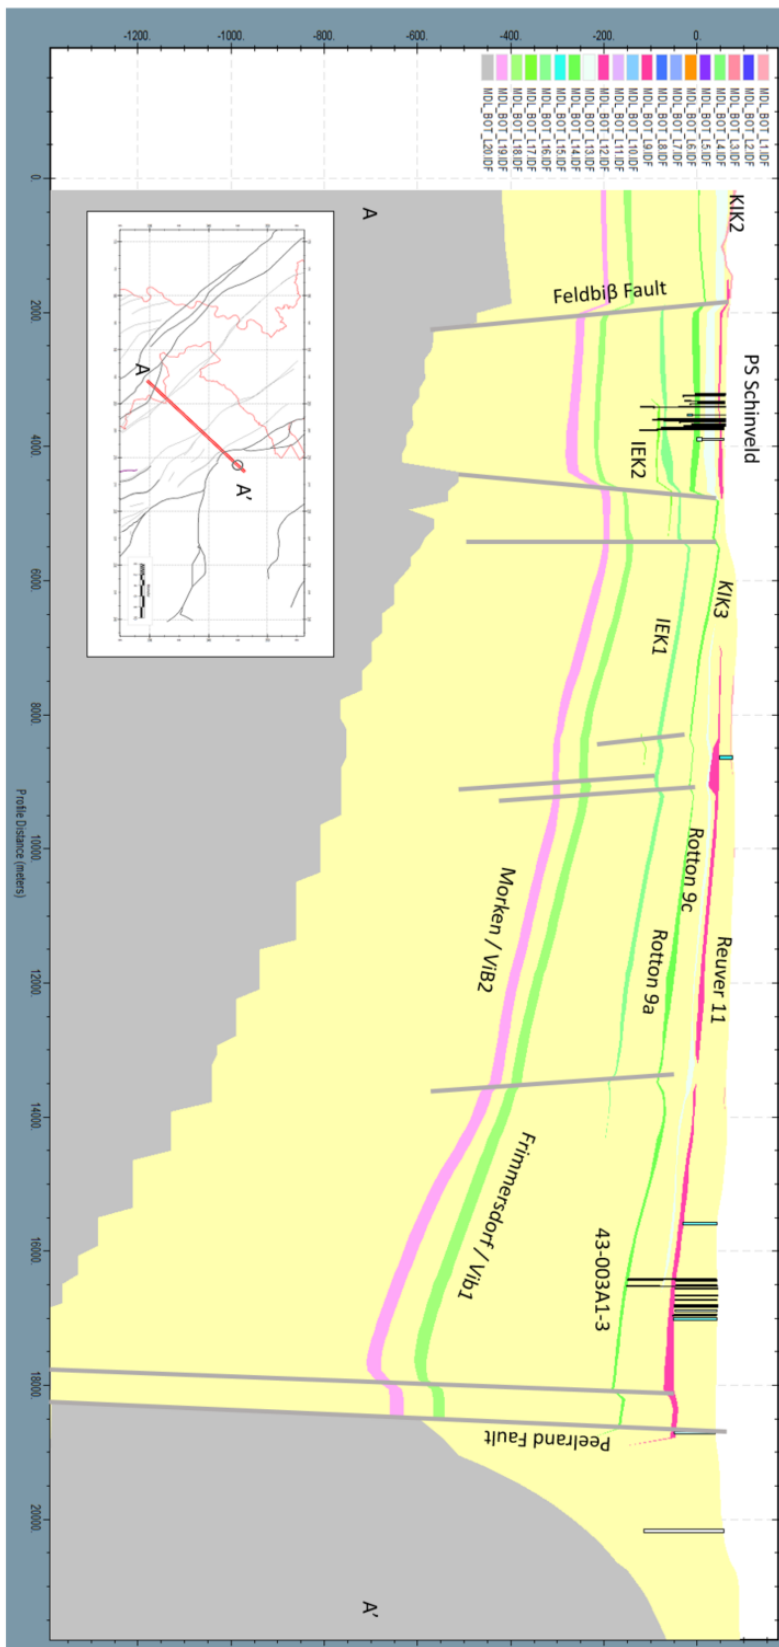 -1400.
-1200.
-1000.
-800.
-600.
-400.
-200.
0.
MDL_BOT_L1.IDF
MDL_BOT_L2.IDF
MDL_BOT_L3.IDF
MDL_BOT_L4.IDF
MDL_BOT_L5.IDF
MDL_BOT_L6.IDF
MDL_BOT_L7.IDF
MDL_BOT_L8.IDF
MDL_BOT_L9.IDF
MDL_BOT_L10.IDF
MDL_BOT_L11.IDF
MDL_BOT_L12.IDF
MDL_BOT_L13.IDF
MDL_BOT_L14.IDF
MDL_BOT_L15.IDF
MDL_BOT_L16.IDF
MDL_BOT_L17.IDF
MDL_BOT_L18.IDF
MDL_BOT_L19.IDF
MDL_BOT_L20.IDF
KIK2
A
Feldbiβ Fault
PS Schinveld
IEK2
KIK3
IEK1
Rotton 9c
Reuver 11
Rotton 9a
Morken / ViB2
Frimmersdorf / Vib1
43-003A1-3
Peelrand Fault
A'
A
A'
0.
2000.
4000.
6000.
8000.
10000.
12000.
14000.
16000.
18000.
20000.
Profile Distance (meters)